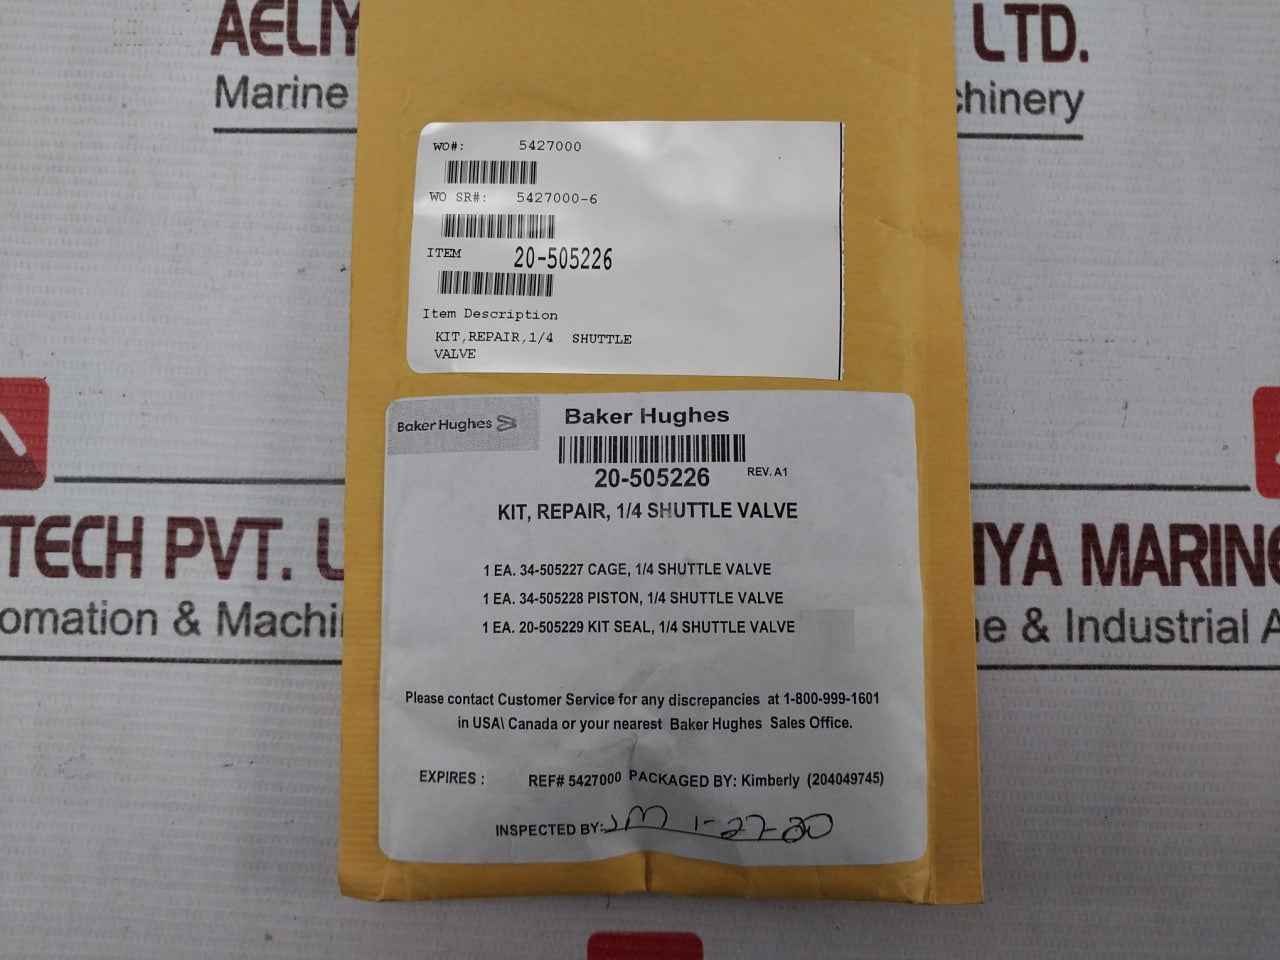 AELIY
LTD.
Marine
chinery
WO#: 5427000
WO SR#: 5427000-6
ITEM 20-505226
Item Description
KIT,REPAIR,1/4 SHUTTLE
VALVE
Baker Hughes
Baker Hughes
20-505226 REV. A1
KIT, REPAIR, 1/4 SHUTTLE VALVE
1 EA. 34-505227 CAGE, 1/4 SHUTTLE VALVE
1 EA. 34-505228 PISTON, 1/4 SHUTTLE VALVE
1 EA. 20-505229 KIT SEAL, 1/4 SHUTTLE VALVE
Please contact Customer Service for any discrepancies at 1-800-999-1601
in USA\ Canada or your nearest Baker Hughes Sales Office.
EXPIRES : REF# 5427000 PACKAGED BY: Kimberly (204049745)
INSPECTED BY: JM 1-27-20
TECH PVT. L
IYA MARINE
omation & Machi
e & Industrial A